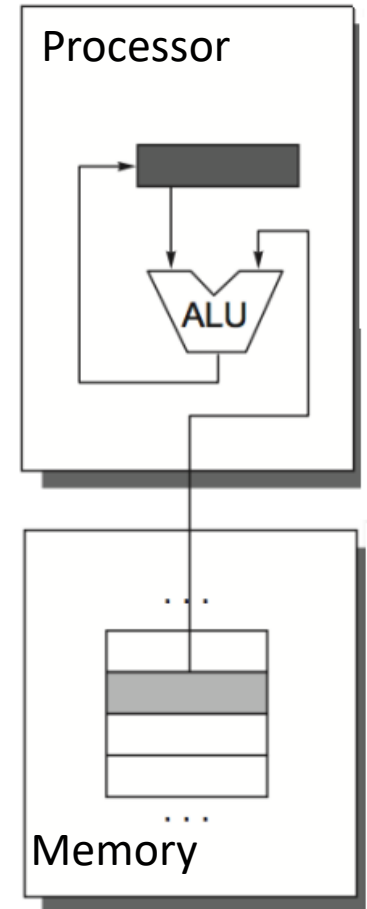 Processor
ALU
. . .
. . .
Memory